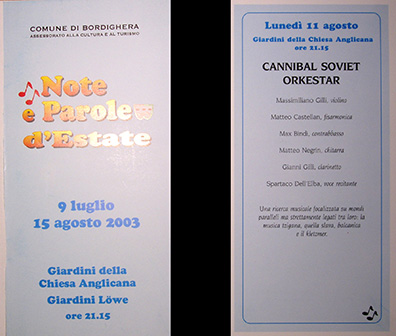 COMUNE DI BORDIGHERA
ASSESSORATO ALLA CULTURA E AL TURISMO
Note
e Parole
d'Estate
9 luglio
15 agosto 2003
Giardini della
Chiesa Anglicana
Giardini Löwe
ore 21.15
Lunedì 11 agosto
Giardini della Chiesa Anglicana
ore 21.15
CANNIBAL SOVIET
ORKESTAR
Massimiliano Gilli, violino
Matteo Castellan, fisarmonica
Max Bindi, contrabbasso
Matteo Negrin, chitarra
Gianni Gilli, clarinetto
Spartaco Dell'Elba, voce recitante
Una ricerca musicale focalizzata su mondi
paralleli ma strettamente legati tra loro: la
musica tzigana, quella slava, balcanica
e il kletzmer.